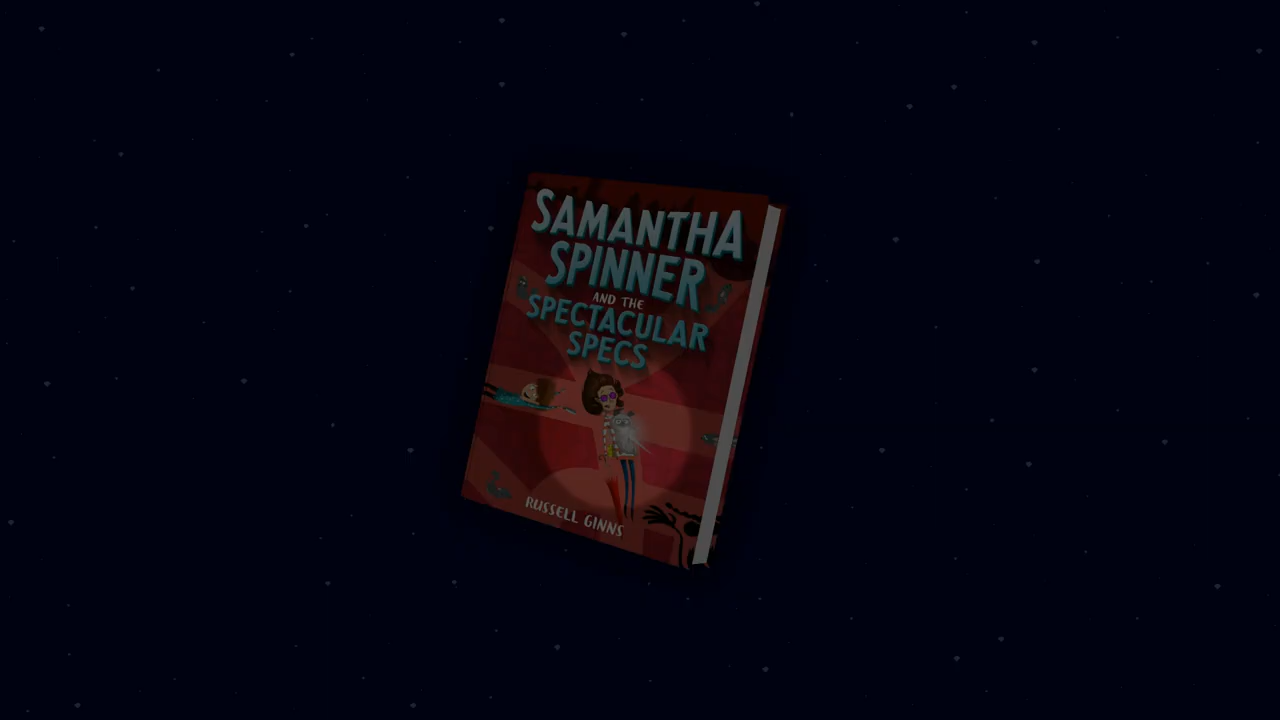 SAMANTHA
SPINNER
AND THE
SPECTACULAR
SPECS
RUSSELL GINNS